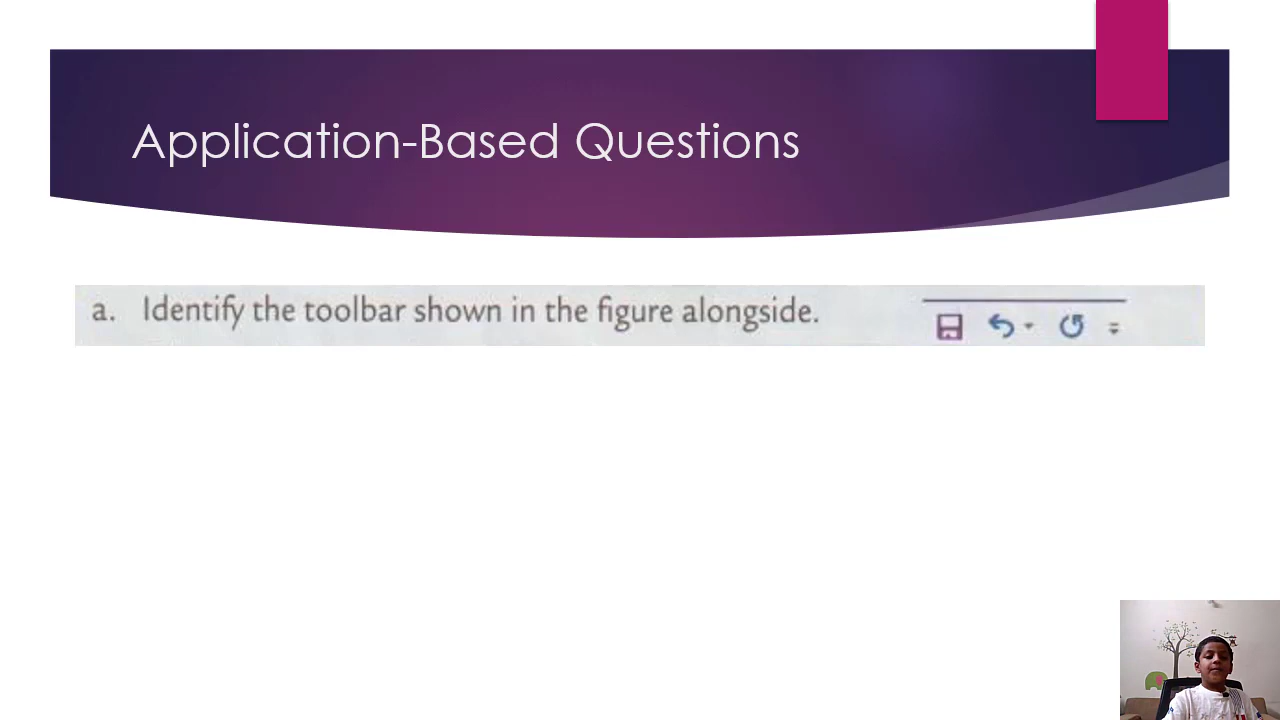 Application-Based Questions
a. Identify the toolbar shown in the figure alongside.